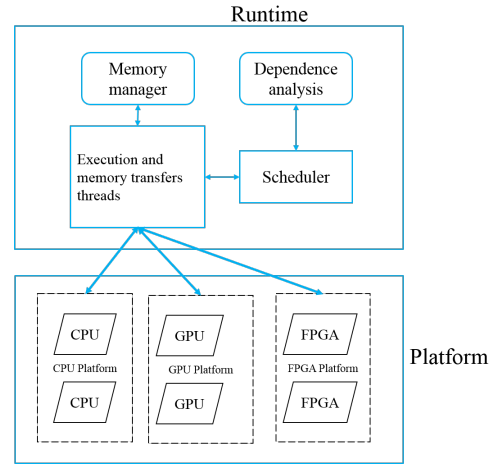 Runtime
Memory
manager
Dependence
analysis
Execution and
memory transfers
threads
Scheduler
Platform
CPU
CPU Platform
CPU
GPU
GPU Platform
GPU
FPGA
FPGA Platform
FPGA